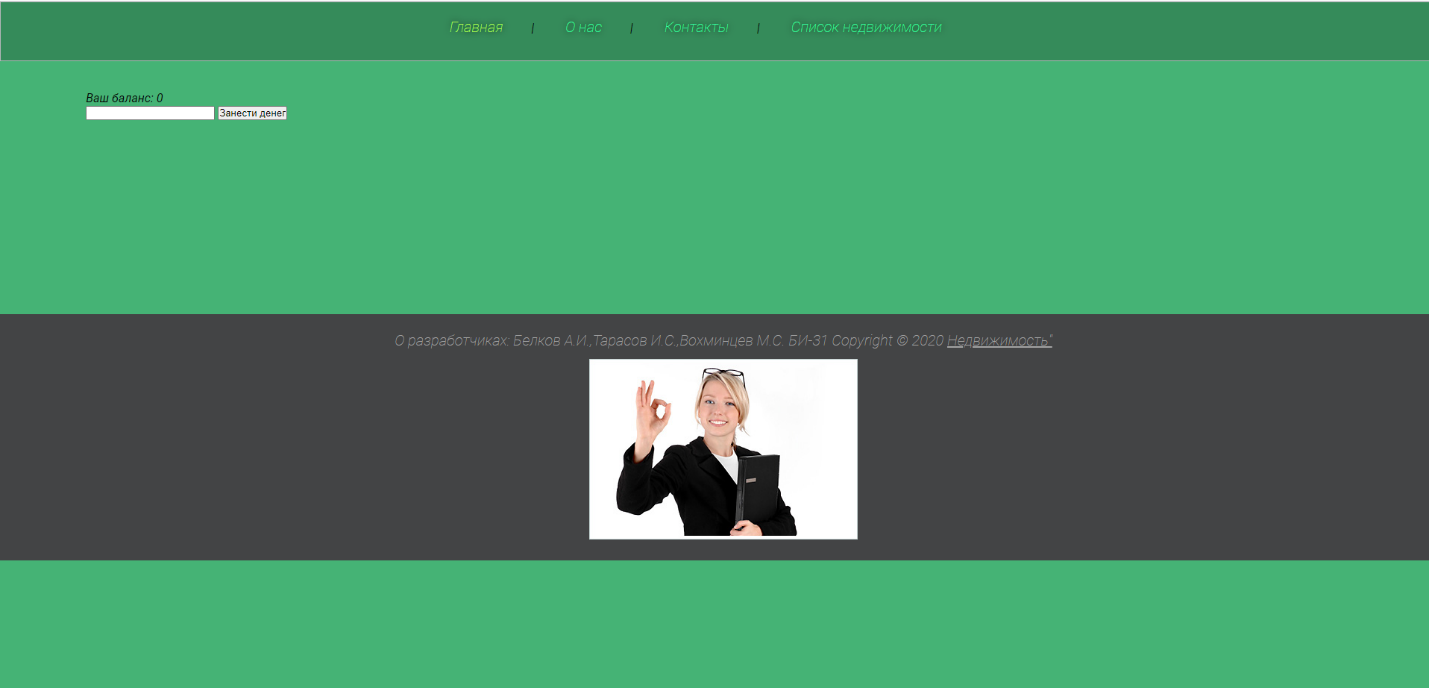 Главная | О нас | Контакты | Список недвижимости
Ваш баланс: 0
Занести денег
О разработчиках: Белков А.И.,Тарасов И.С.,Вохминцев М.С. БИ-31 Copyright © 2020 Недвижимость"